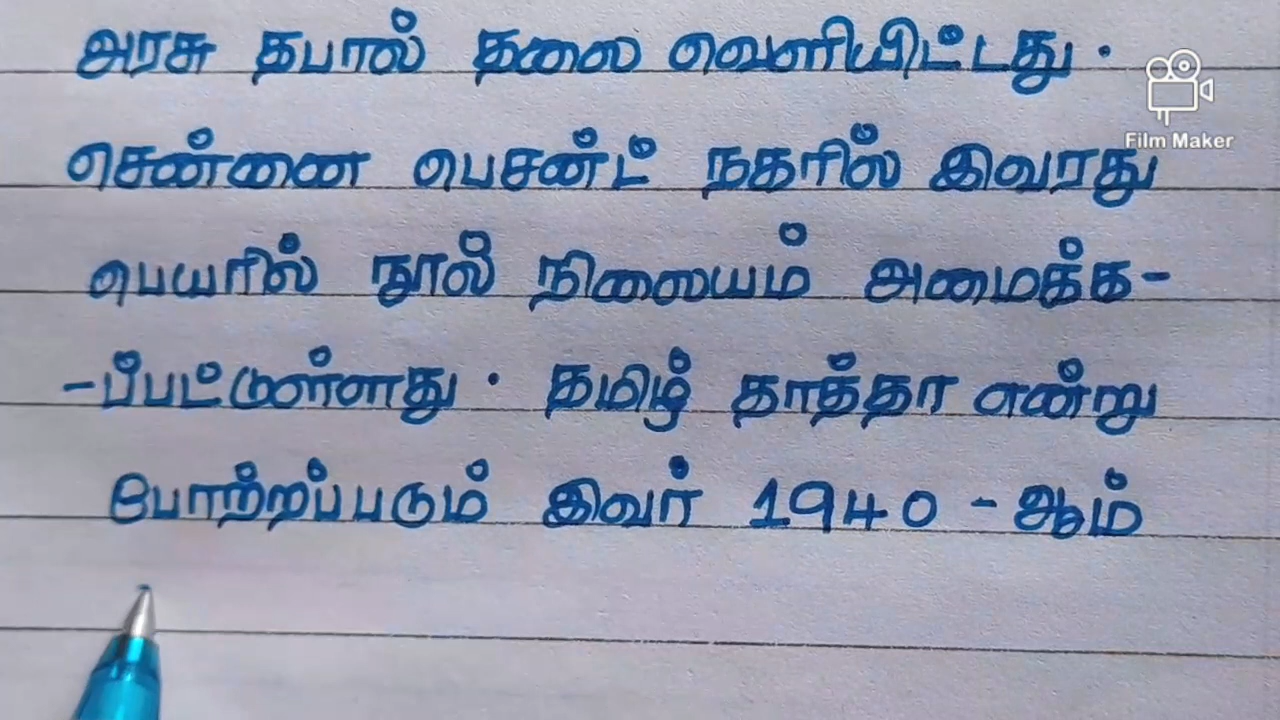 அரசு தபால் தலை வெளியிட்டது .
Film Maker
சென்னை பெசன்ட் நகரில் இவரது
பெயரில் நூல் நிலையம் அமைக்க-
-ப்பட்டுள்ளது . தமிழ் தாத்தா என்று
போற்றப்படும் இவர் 1940 - ஆம்